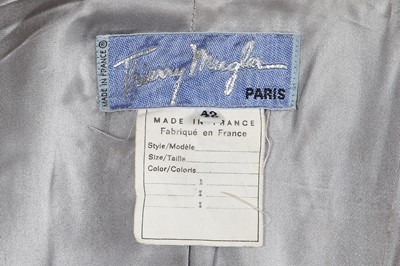 MADE IN FRANCE®
Thierry Mugler
PARIS
42
MADE IN FRANCE
Fabriqué en France
Style/Modèle
Size/Taille
Color/Coloris